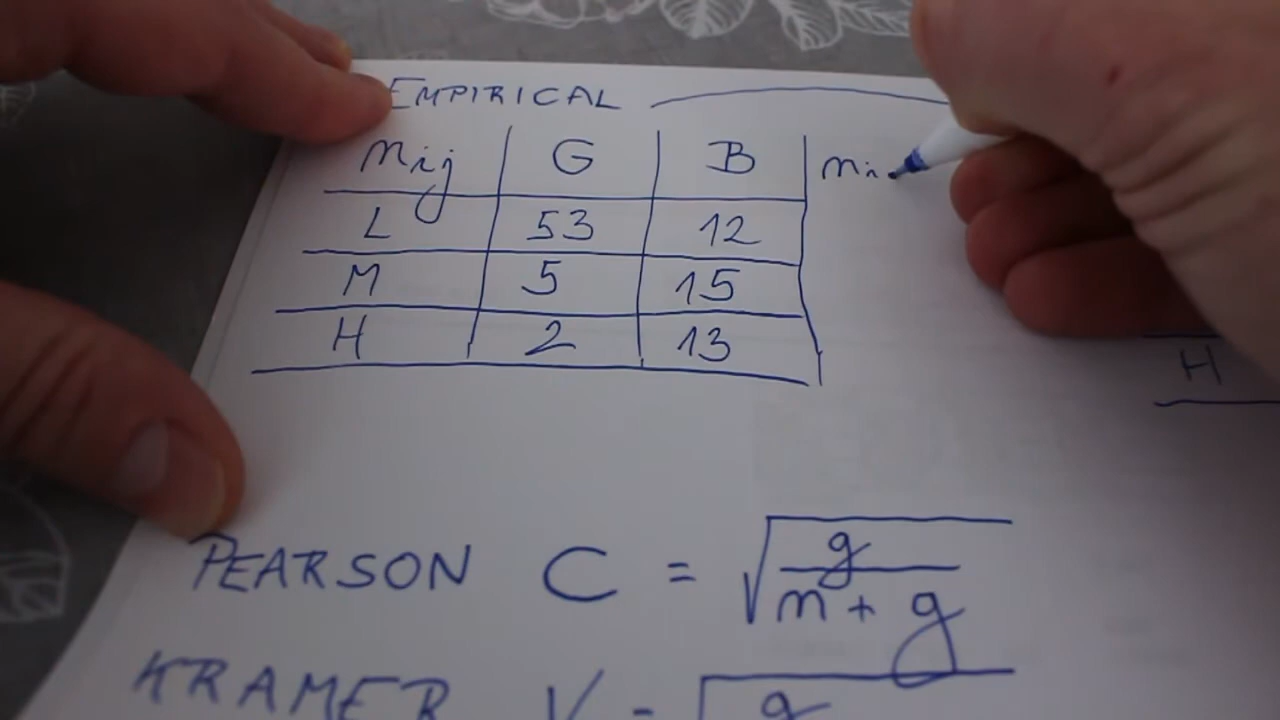 EMPIRICAL
nij G B ni.
L 53 12
M 5 15
H 2 13
H
PEARSON C = √(g/(n + g))
KRAMER V = √ g